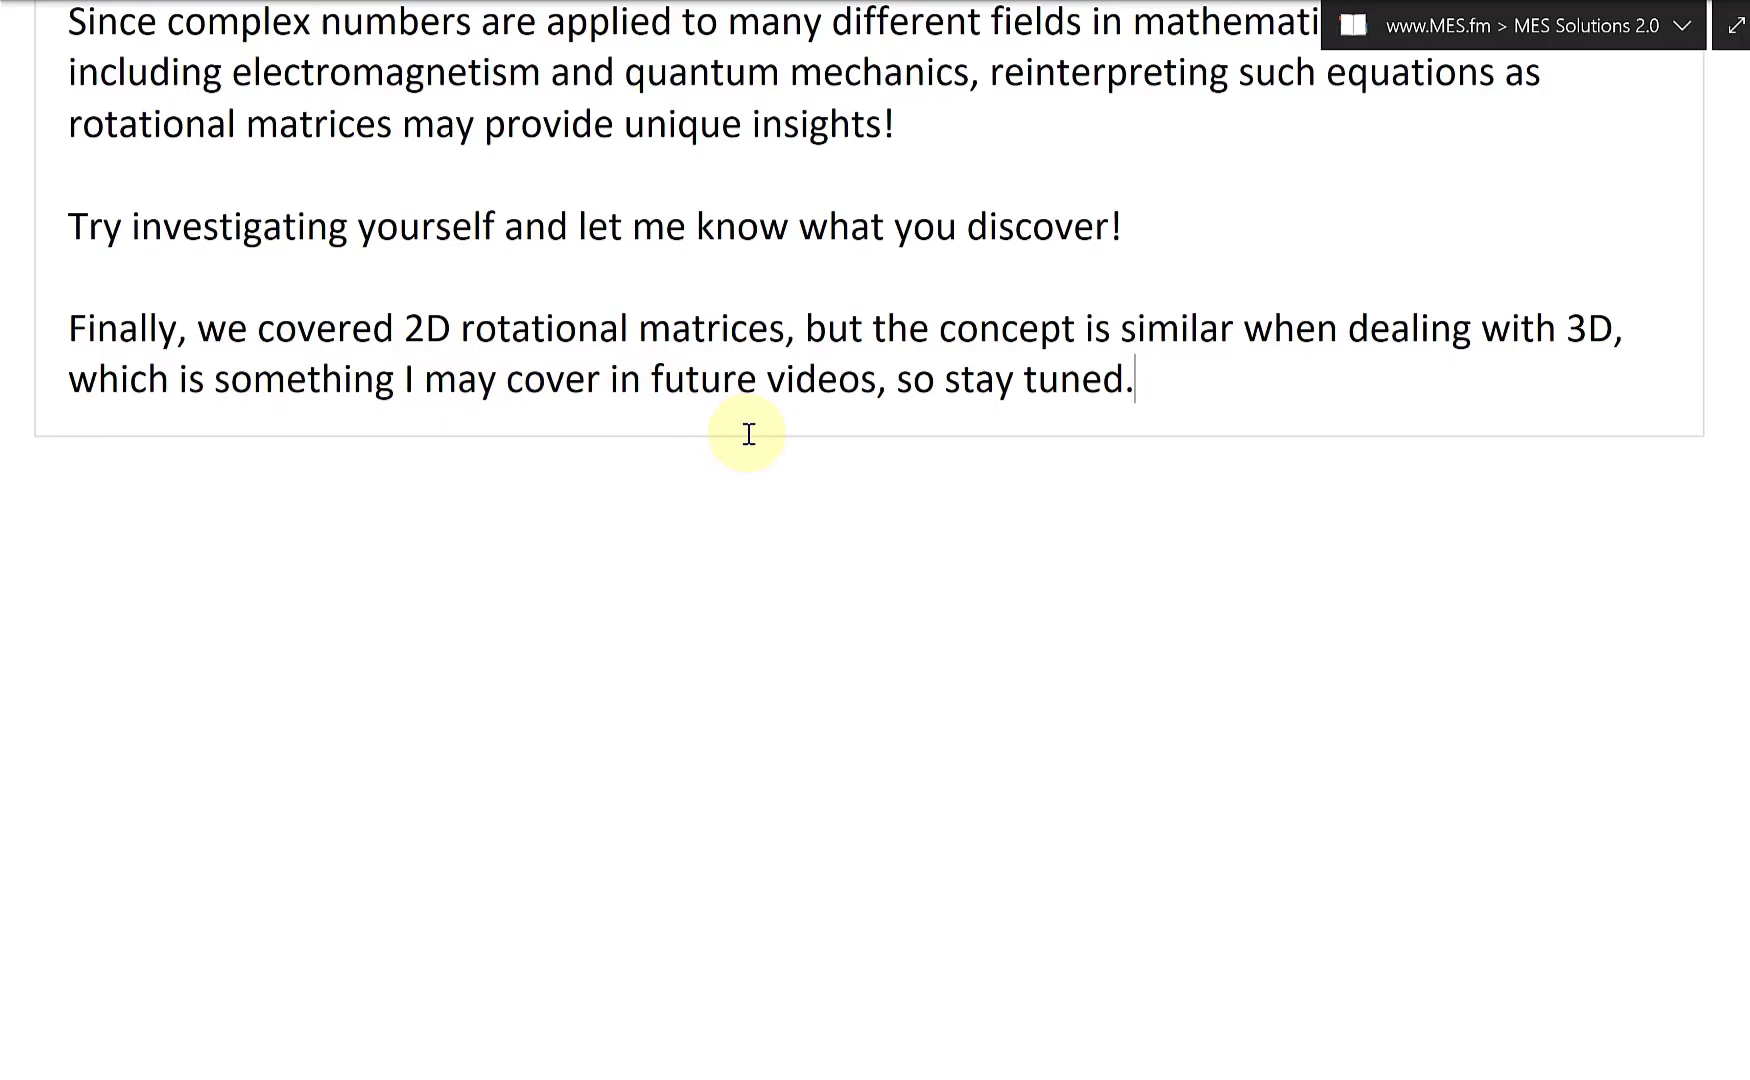 Since complex numbers are applied to many different fields in
www.MES.fm > MES Solutions 2.0
including electromagnetism and quantum mechanics, reinterpreting such equations as
rotational matrices may provide unique insights!
Try investigating yourself and let me know what you discover!
Finally, we covered 2D rotational matrices, but the concept is similar when dealing with 3D,
which is something I may cover in future videos, so stay tuned.